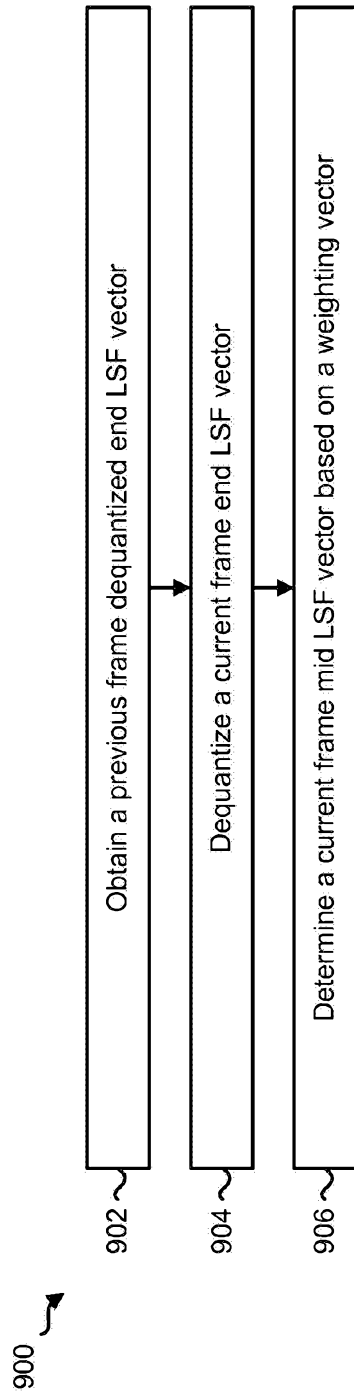 900
902
Obtain a previous frame dequantized end LSF vector
904
Dequantize a current frame end LSF vector
906
Determine a current frame mid LSF vector based on a weighting vector